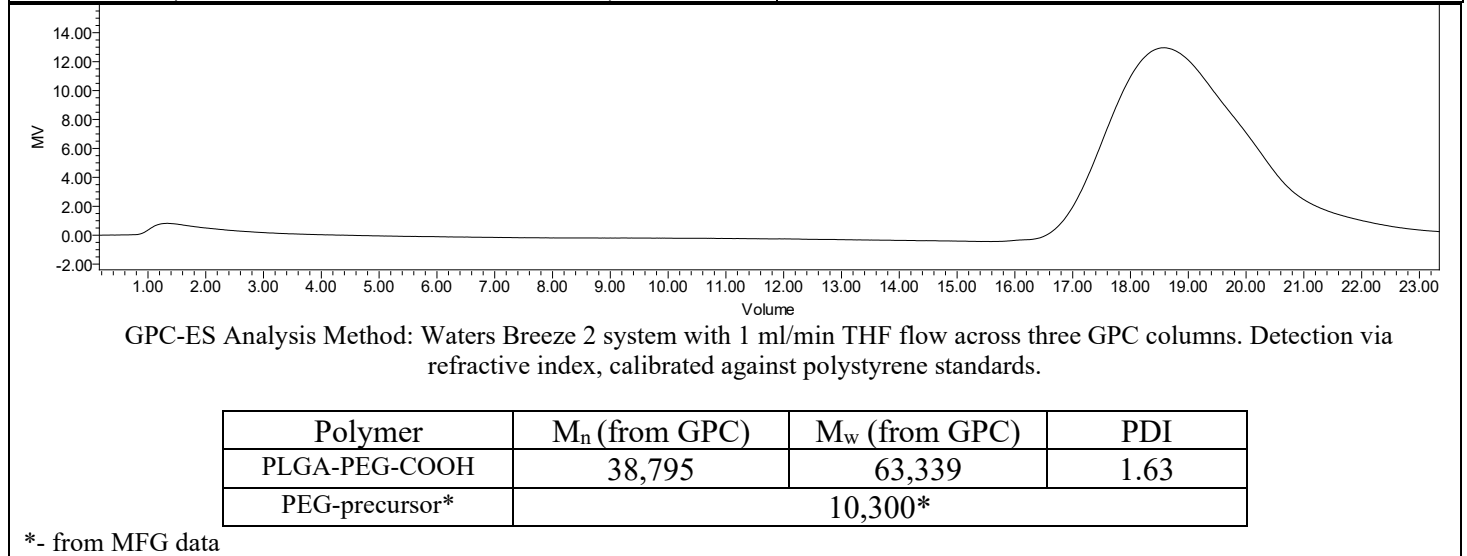 14.00
12.00
10.00
8.00
6.00
4.00
2.00
0.00
-2.00
MV
1.00 2.00 3.00 4.00 5.00 6.00 7.00 8.00 9.00 10.00 11.00 12.00 13.00 14.00 15.00 16.00 17.00 18.00 19.00 20.00 21.00 22.00 23.00
Volume
GPC-ES Analysis Method: Waters Breeze 2 system with 1 ml/min THF flow across three GPC columns. Detection via
refractive index, calibrated against polystyrene standards.
Polymer Mn (from GPC) Mw (from GPC) PDI
PLGA-PEG-COOH 38,795 63,339 1.63
PEG-precursor* 10,300*
*- from MFG data